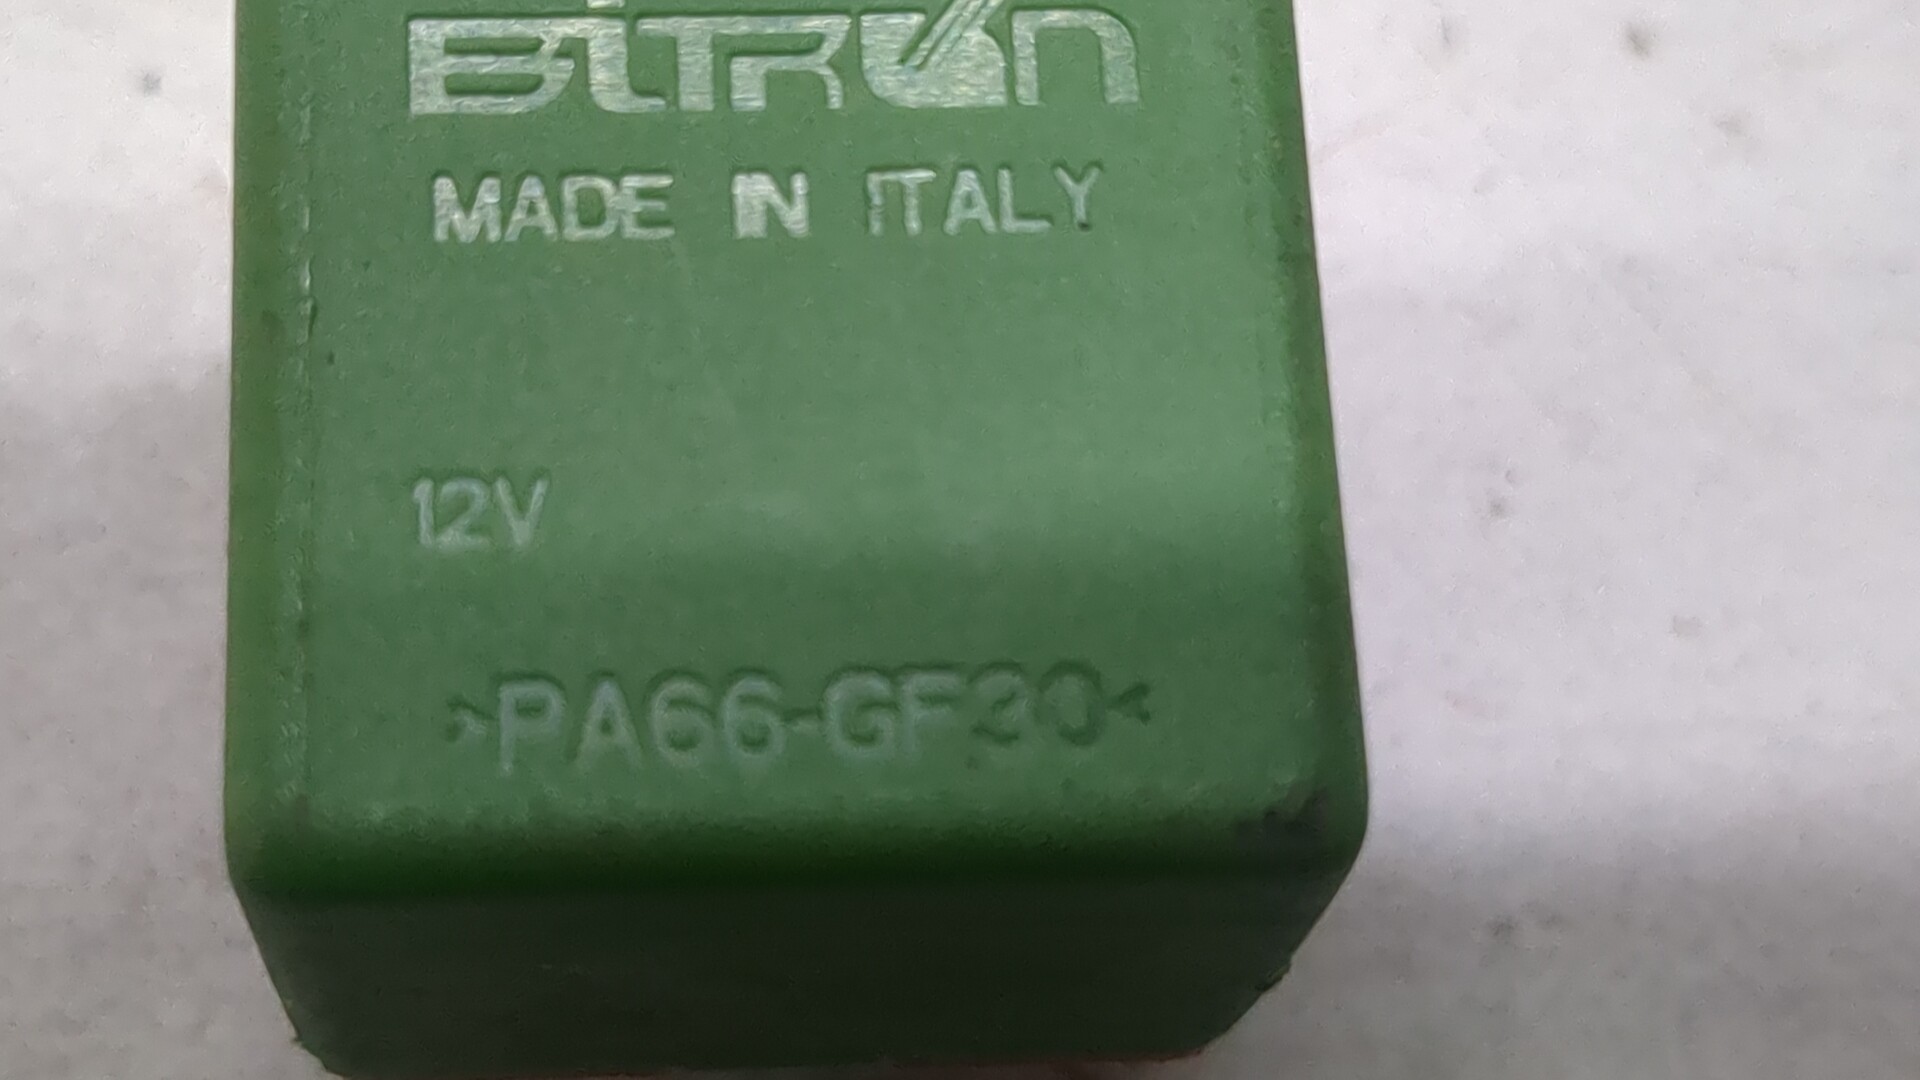 BiTRON
MADE IN ITALY
12V
>PA66-GF30<